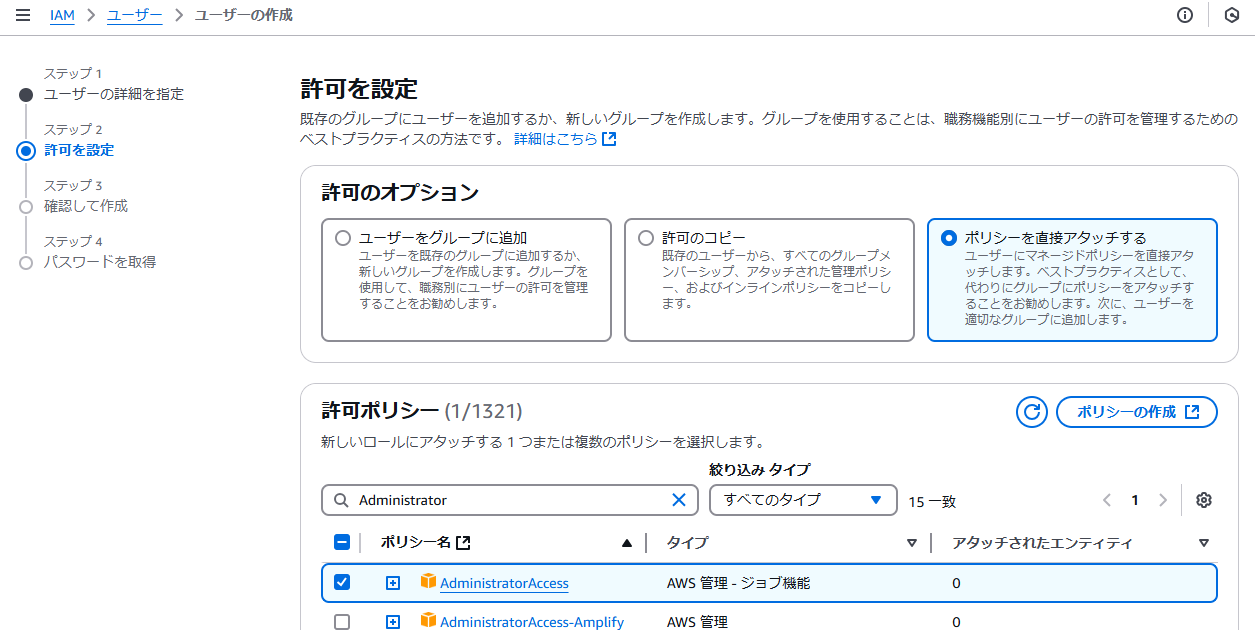 IAM > ユーザー > ユーザーの作成
ステップ 1
ユーザーの詳細を指定
ステップ 2
許可を設定
ステップ 3
確認して作成
ステップ 4
パスワードを取得
許可を設定
既存のグループにユーザーを追加するか、新しいグループを作成します。グループを使用することは、職務機能別にユーザーの許可を管理するための
ベストプラクティスの方法です。 詳細はこちら
許可のオプション
ユーザーをグループに追加
ユーザーを既存のグループに追加するか、
新しいグループを作成します。グループを
使用して、職務別にユーザーの許可を管理
することをお勧めします。
許可のコピー
既存のユーザーから、すべてのグループメ
ンバーシップ、アタッチされた管理ポリシ
ー、およびインラインポリシーをコピーし
ます。
ポリシーを直接アタッチする
ユーザーにマネージドポリシーを直接アタ
ッチします。ベストプラクティスとして、
代わりにグループにポリシーをアタッチす
ることをお勧めします。次に、ユーザーを
適切なグループに追加します。
許可ポリシー (1/1321)
ポリシーの作成
新しいロールにアタッチする 1 つまたは複数のポリシーを選択します。
絞り込み タイプ
Administrator
すべてのタイプ
15 一致
1
ポリシー名 タイプ アタッチされたエンティティ
AdministratorAccess AWS 管理 - ジョブ機能 0
AdministratorAccess-Amplify AWS 管理 0